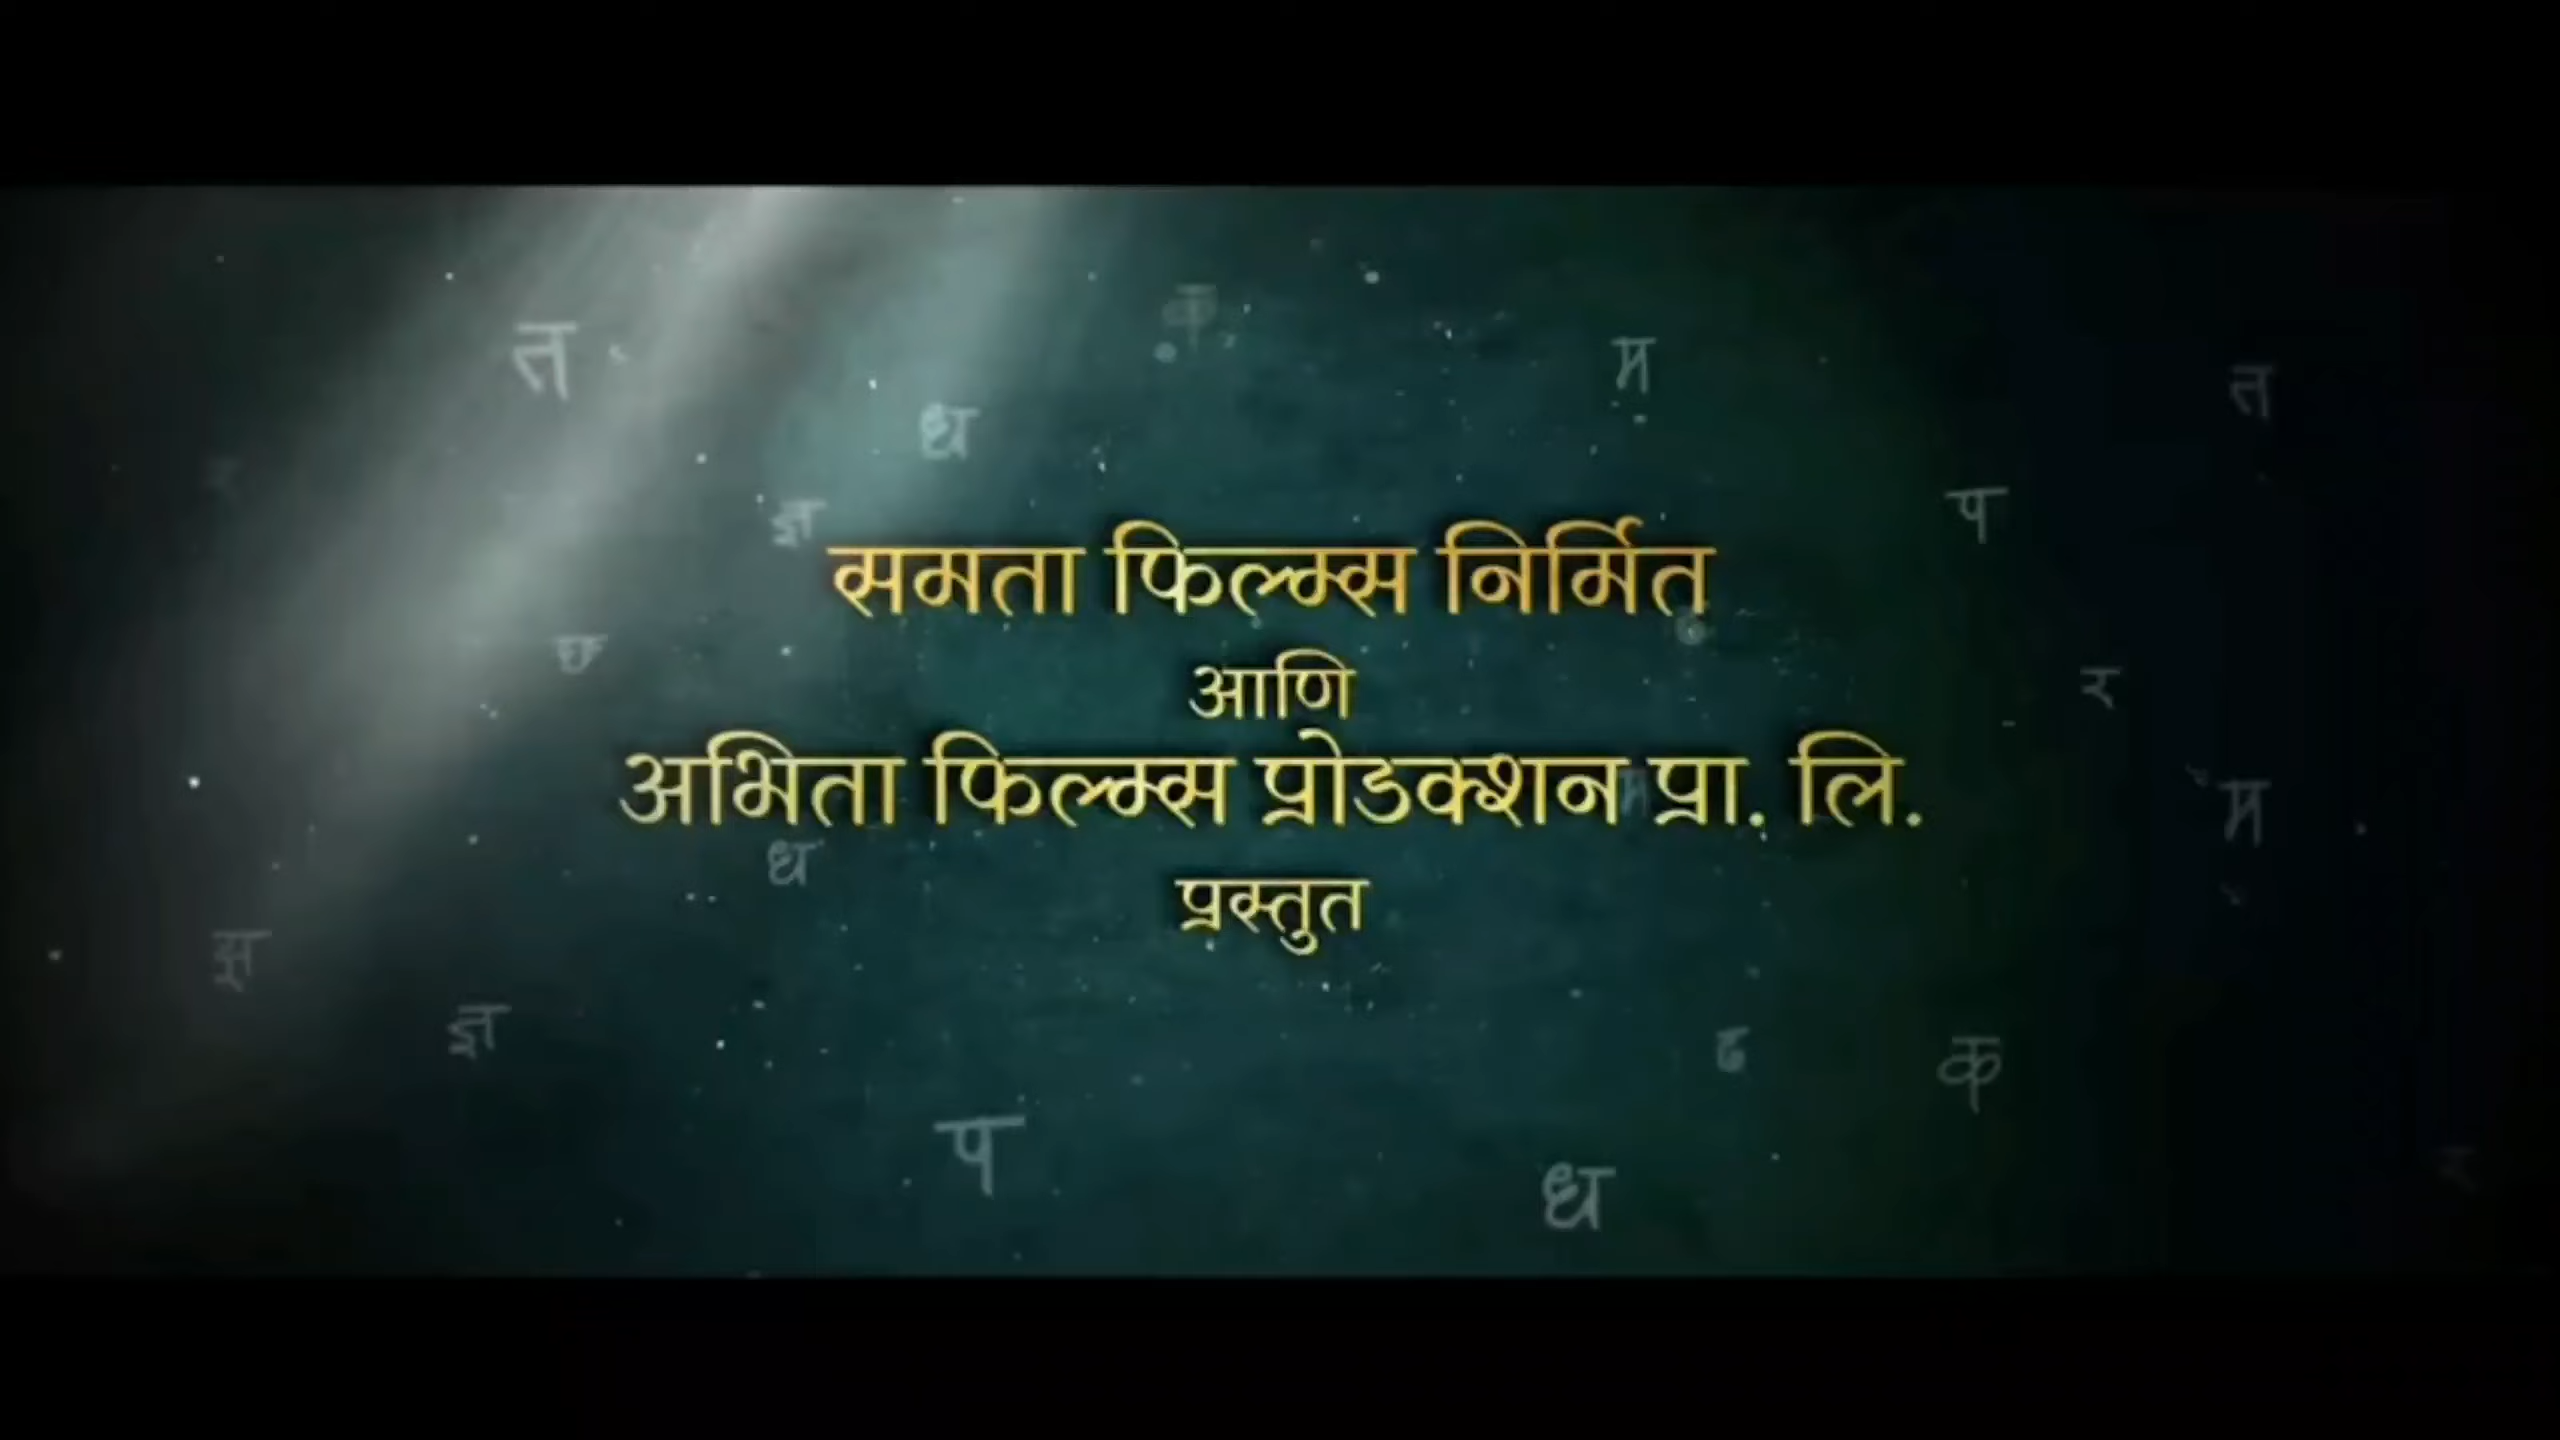 समता फिल्म्स निर्मित
आणि
अभिता फिल्म्स प्रोडक्शन प्रा. लि.
प्रस्तुत